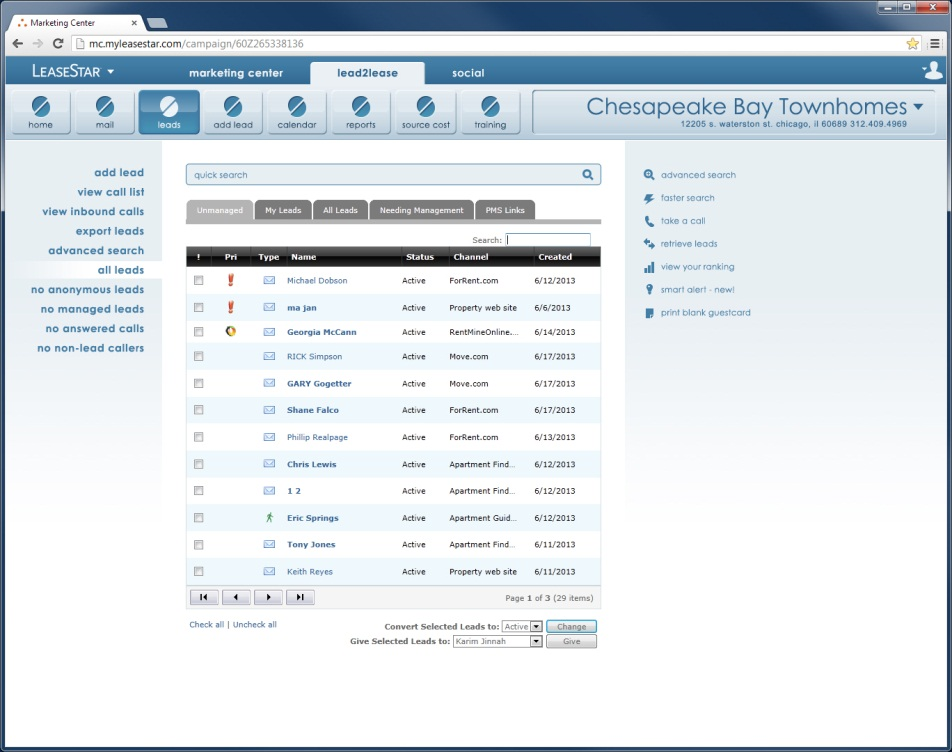 Marketing Center
mc.myleasestar.com/campaign/60Z265338136
LEASESTAR
marketing center
lead2lease
social
home
mail
leads
add lead
calendar
reports
source cost
training
Chesapeake Bay Townhomes
12205 s. waterston st. chicago, il 60689 312.409.4969
add lead
view call list
view inbound calls
export leads
advanced search
all leads
no anonymous leads
no managed leads
no answered calls
no non-lead callers
quick search
Unmanaged My Leads All Leads Needing Management PMS Links
Search:
! Pri Type Name Status Channel Created
Michael Dobson Active ForRent.com 6/12/2013
ma jan Active Property web site 6/6/2013
Georgia McCann Active RentMineOnline.... 6/14/2013
RICK Simpson Active Move.com 6/17/2013
GARY Gogetter Active Move.com 6/17/2013
Shane Falco Active ForRent.com 6/17/2013
Phillip Realpage Active ForRent.com 6/13/2013
Chris Lewis Active Apartment Find... 6/12/2013
1 2 Active Apartment Find... 6/12/2013
Eric Springs Active Apartment Guid... 6/12/2013
Tony Jones Active Apartment Find... 6/11/2013
Keith Reyes Active Property web site 6/11/2013
Page 1 of 3 (29 items)
Check all | Uncheck all
Convert Selected Leads to: Active Change
Give Selected Leads to: Karim Jinnah Give
advanced search
faster search
take a call
retrieve leads
view your ranking
smart alert - new!
print blank guestcard